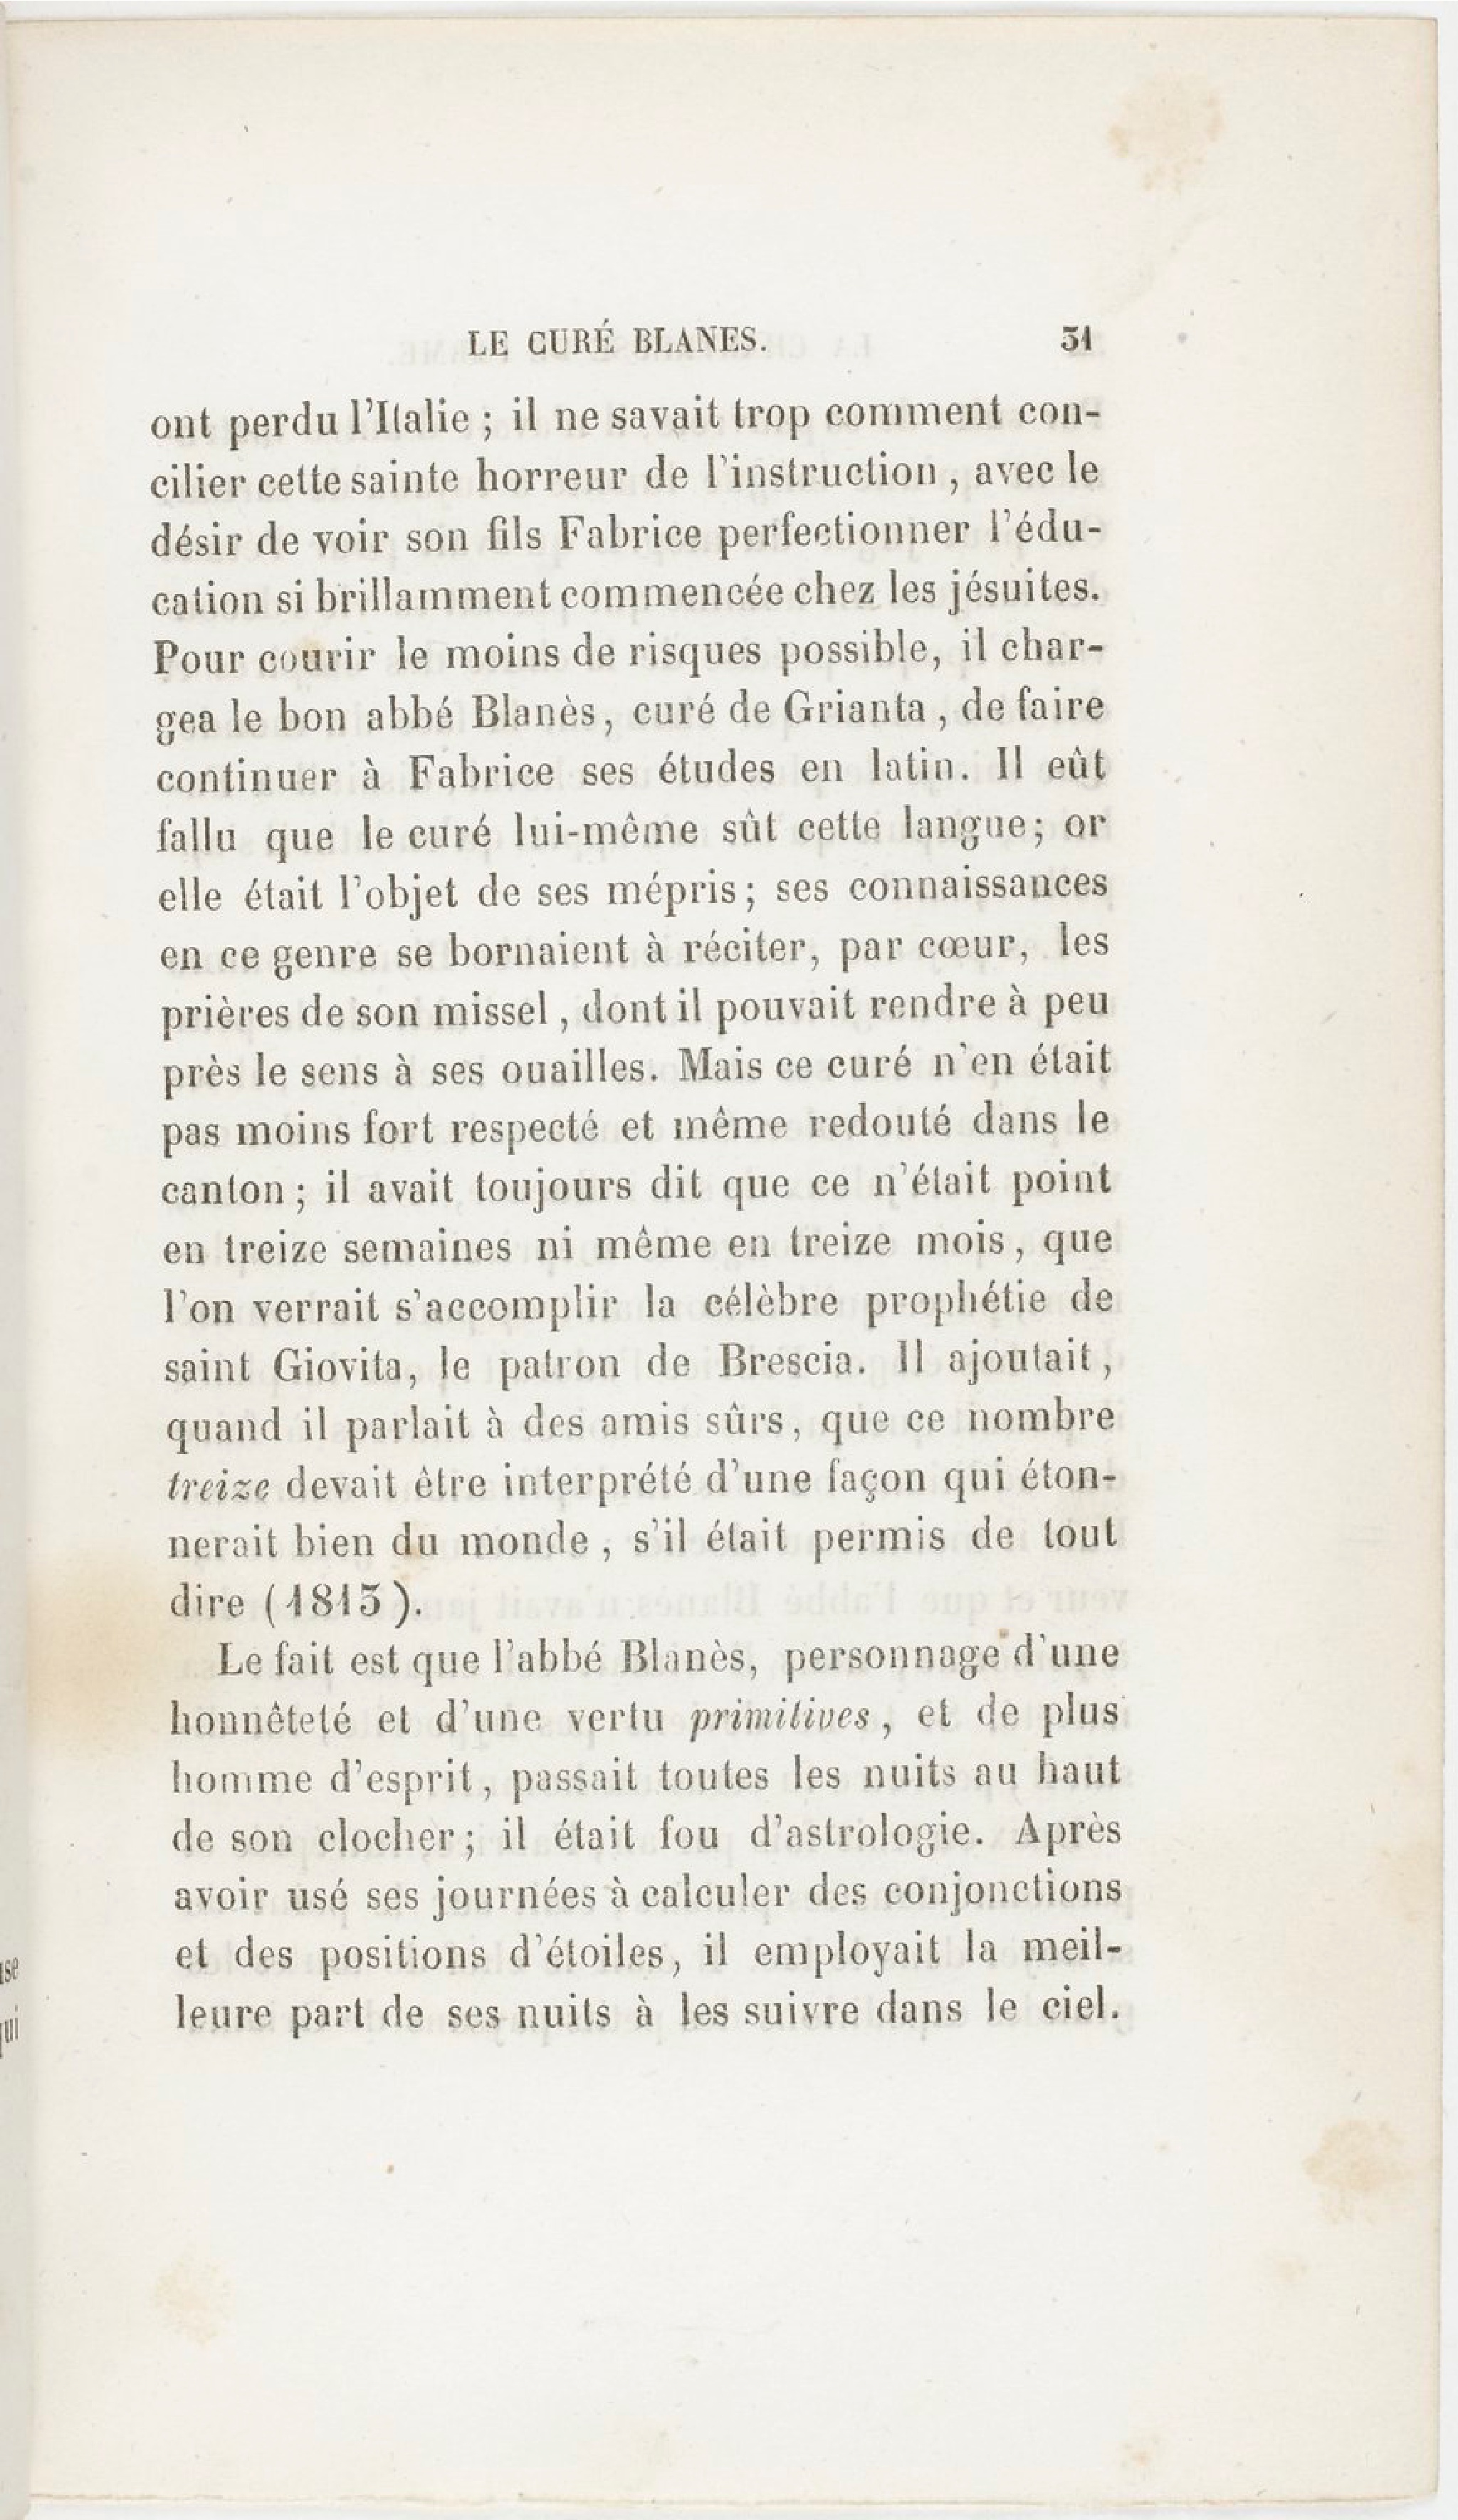 LE CURÉ BLANES. 31
ont perdu l'Italie ; il ne savait trop comment con-
cilier cette sainte horreur de l'instruction , avec le
désir de voir son fils Fabrice perfectionner l'édu-
cation si brillamment commencée chez les jésuites.
Pour courir le moins de risques possible, il char-
gea le bon abbé Blanès, curé de Grianta , de faire
continuer à Fabrice ses études en latin. Il eût
fallu que le curé lui-même sût cette langue; or
elle était l'objet de ses mépris ; ses connaissances
en ce genre se bornaient à réciter, par cœur, les
prières de son missel , dont il pouvait rendre à peu
près le sens à ses ouailles. Mais ce curé n'en était
pas moins fort respecté et même redouté dans le
canton ; il avait toujours dit que ce n'était point
en treize semaines ni même en treize mois, que
l'on verrait s'accomplir la célèbre prophétie de
saint Giovita, le patron de Brescia. Il ajoutait,
quand il parlait à des amis sûrs, que ce nombre
treize devait être interprété d'une façon qui éton-
nerait bien du monde , s'il était permis de tout
dire (1813).
Le fait est que l'abbé Blanès, personnage d'une
honnêteté et d'une vertu primitives, et de plus
homme d'esprit, passait toutes les nuits au haut
de son clocher; il était fou d'astrologie. Après
avoir usé ses journées à calculer des conjonctions
et des positions d'étoiles, il employait la meil-
leure part de ses nuits à les suivre dans le ciel.